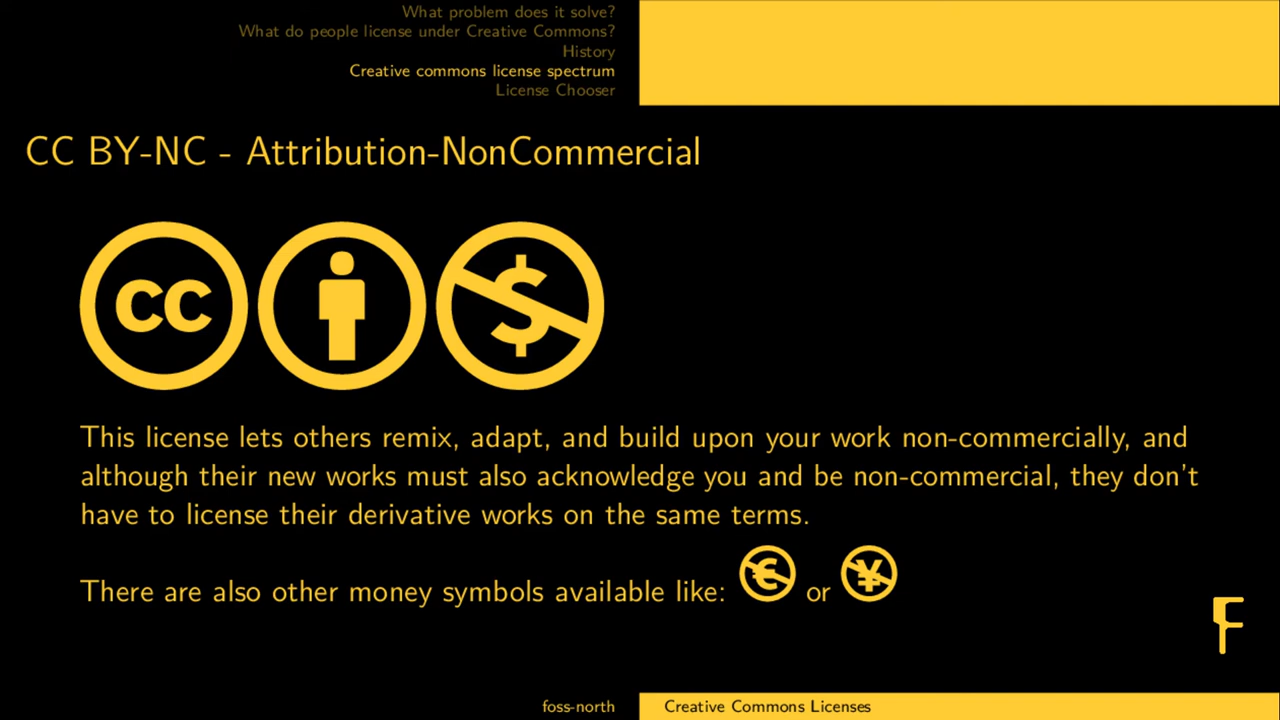 What problem does it solve?
What do people license under Creative Commons?
History
Creative commons license spectrum
License Chooser
CC BY-NC - Attribution-NonCommercial
cc $
This license lets others remix, adapt, and build upon your work non-commercially, and
although their new works must also acknowledge you and be non-commercial, they don't
have to license their derivative works on the same terms.
There are also other money symbols available like: € or ¥
F
foss-north
Creative Commons Licenses